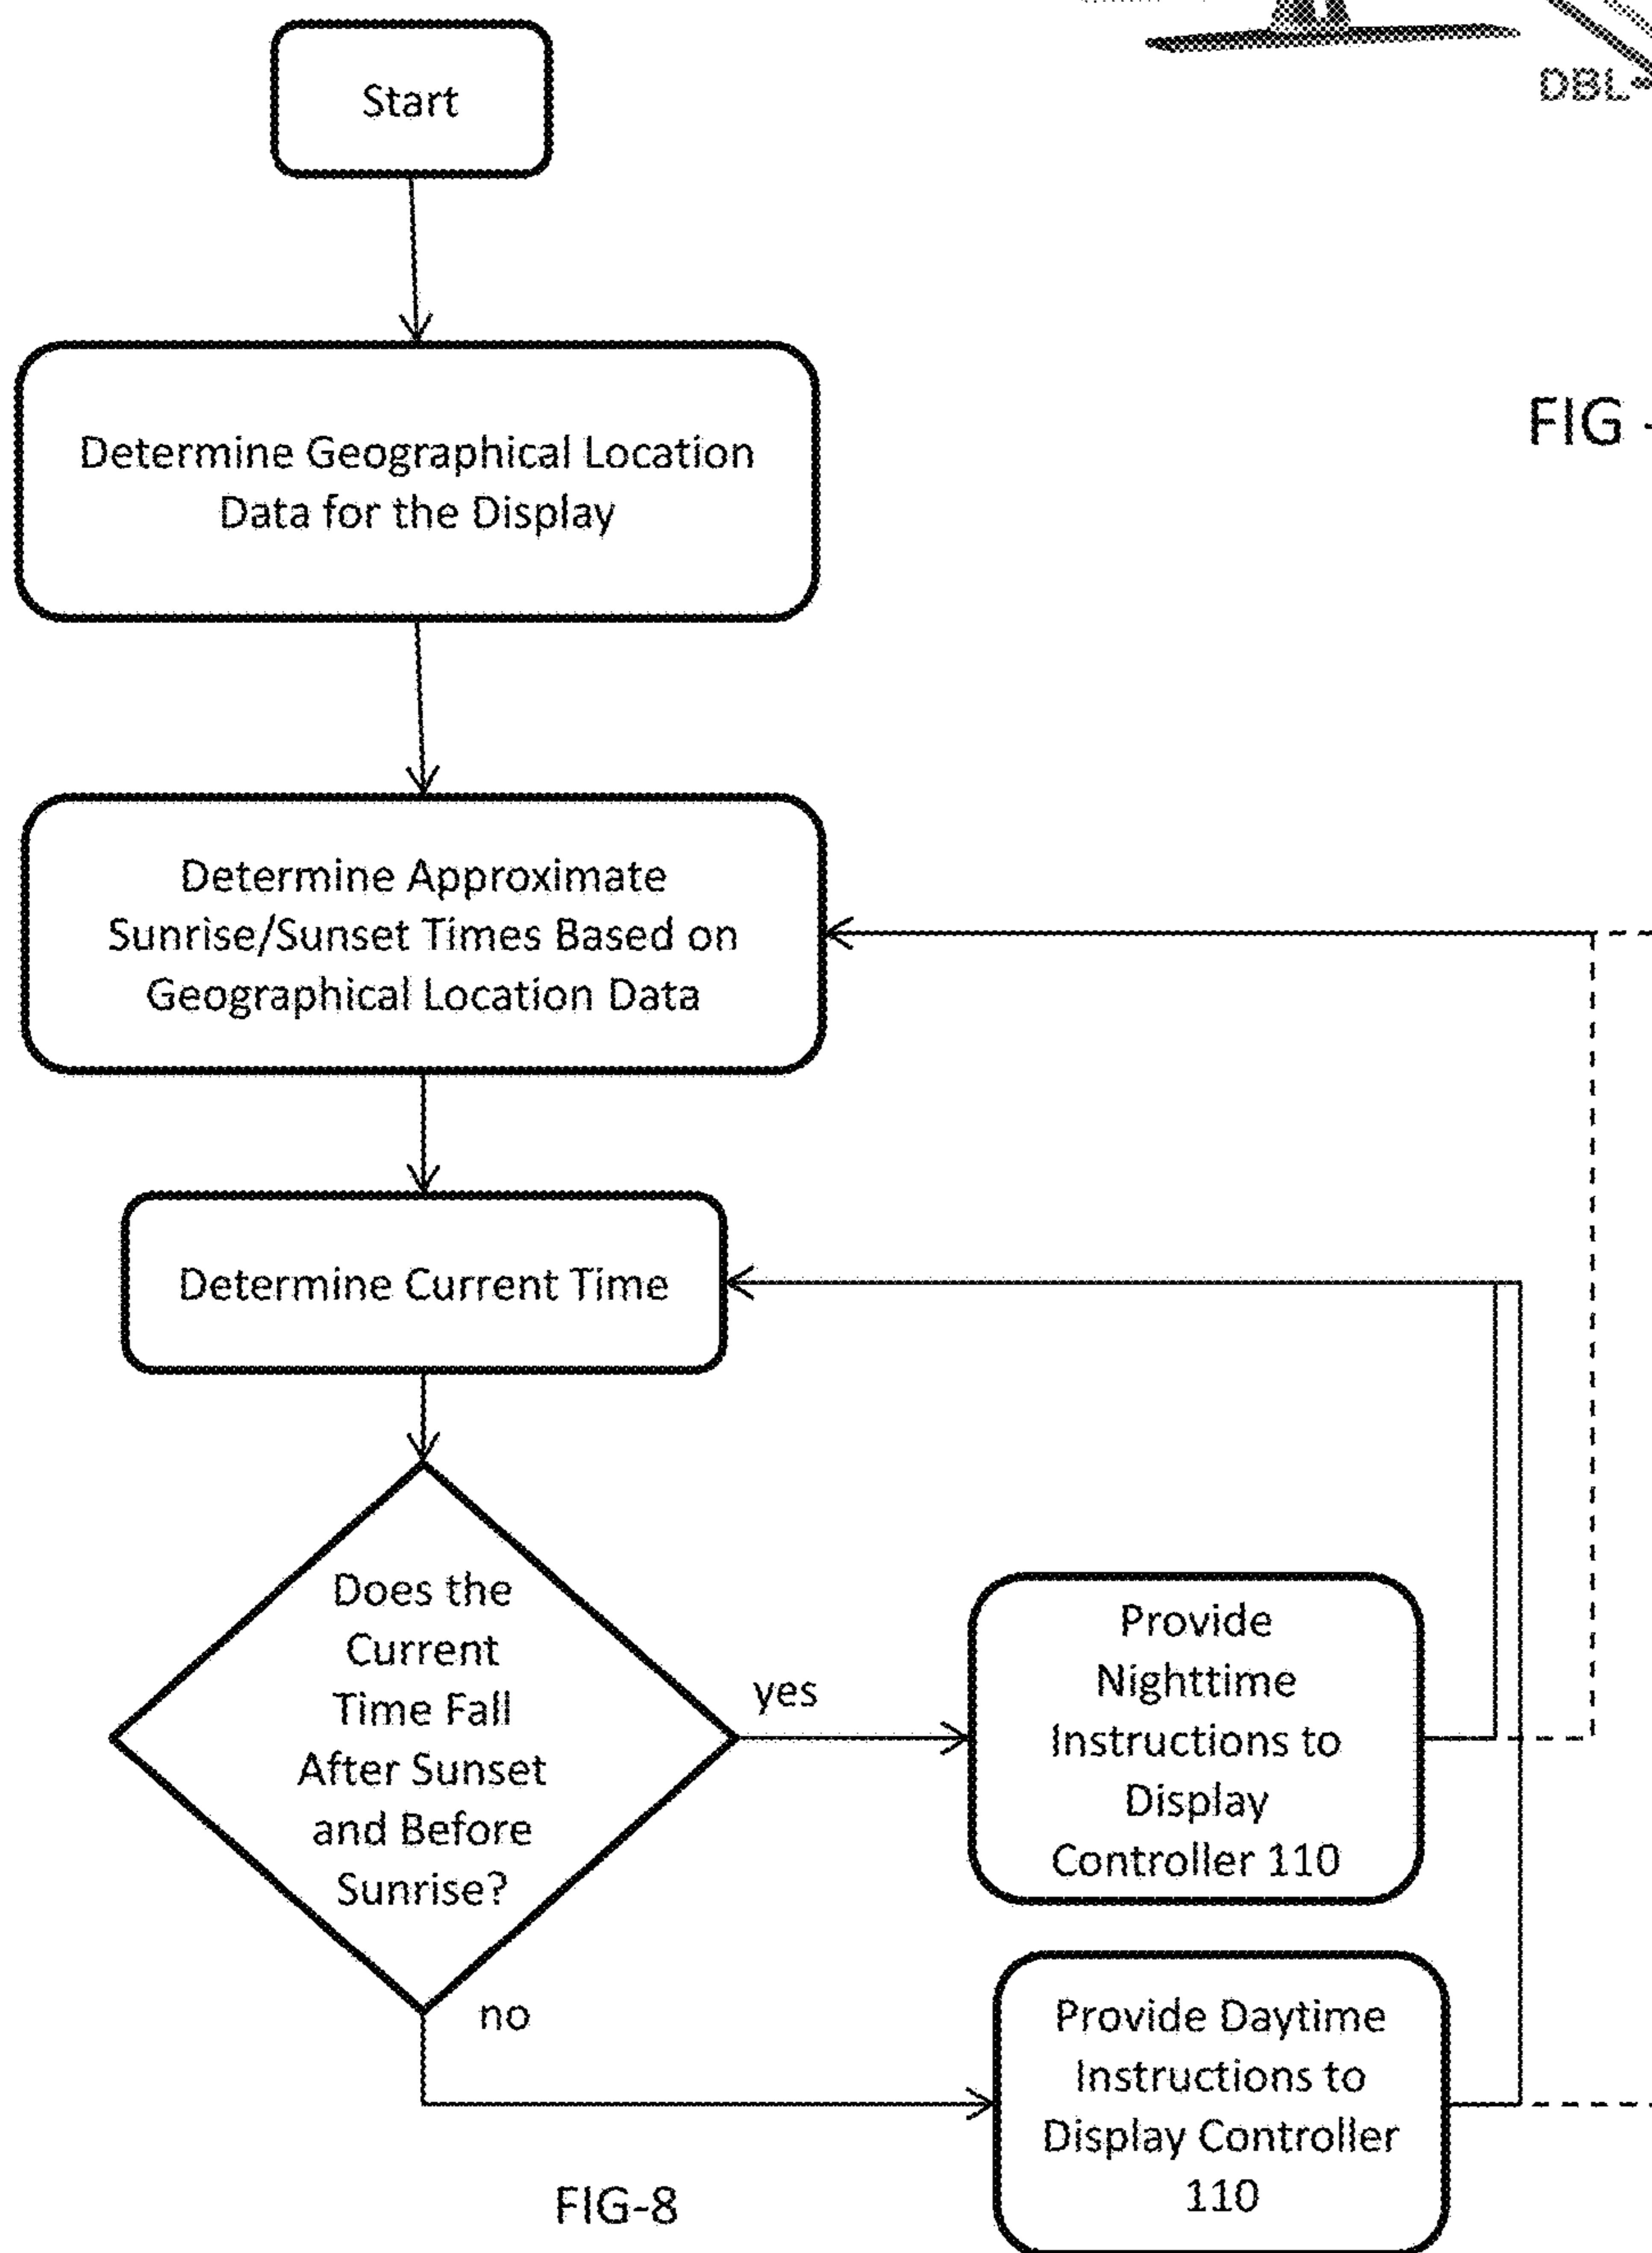 Start
DBL
Determine Geographical Location
Data for the Display
FIG -
Determine Approximate
Sunrise/Sunset Times Based on
Geographical Location Data
Determine Current Time
Does the
Current
Time Fall
After Sunset
and Before
Sunrise?
yes
Provide
Nighttime
Instructions to
Display
Controller 110
no
Provide Daytime
Instructions to
Display Controller
110
FIG-8